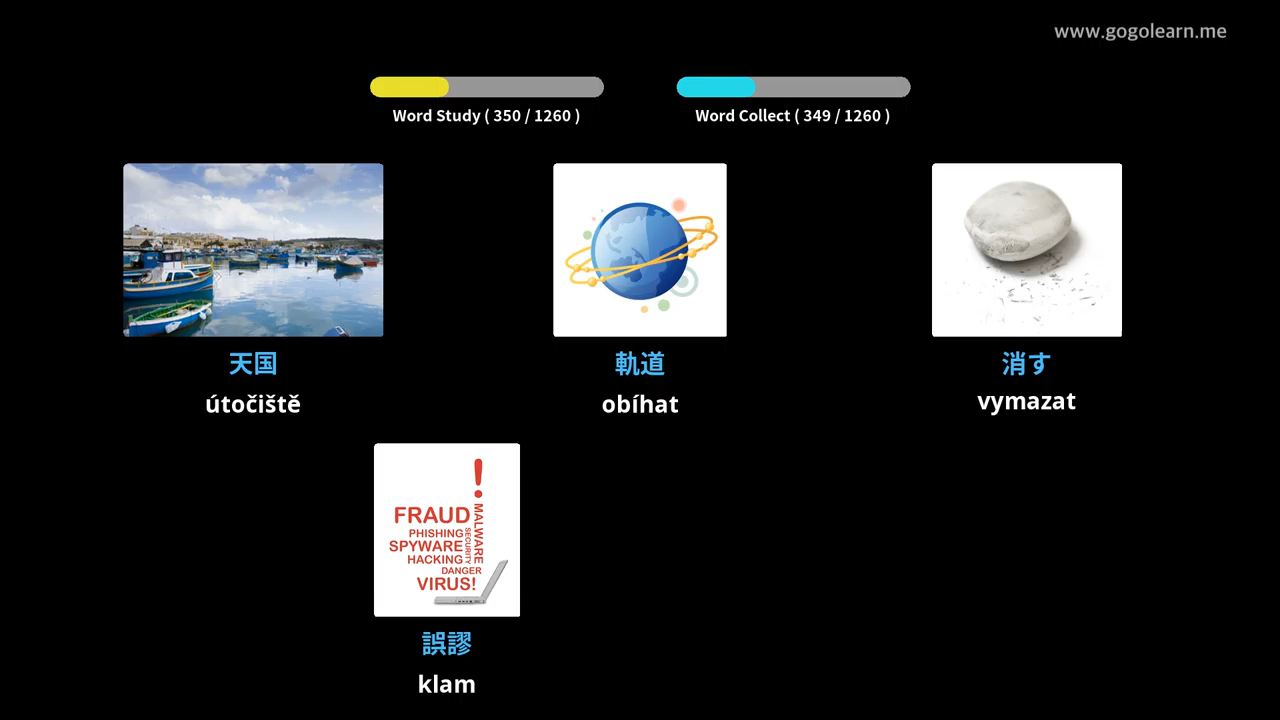 www.gogolearn.me
Word Study ( 350 / 1260 )
Word Collect ( 349 / 1260 )
天国
軌道
消す
útočiště
obíhat
vymazat
!
FRAUD
PHISHING
SPYWARE
HACKING
DANGER
VIRUS!
MALWARE
SECURITY
誤謬
klam